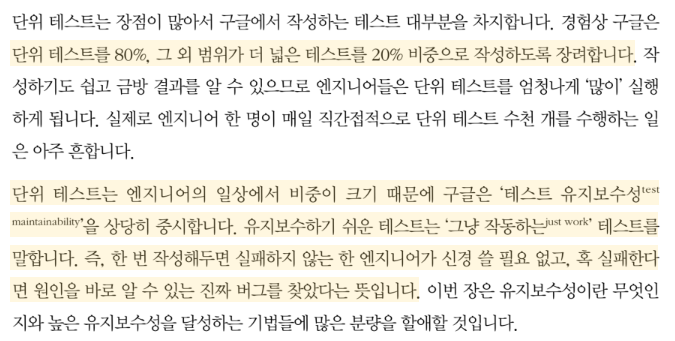 단위 테스트는 장점이 많아서 구글에서 작성하는 테스트 대부분을 차지합니다. 경험상 구글은
단위 테스트를 80%, 그 외 범위가 더 넓은 테스트를 20% 비중으로 작성하도록 장려합니다. 작
성하기도 쉽고 금방 결과를 알 수 있으므로 엔지니어들은 단위 테스트를 엄청나게 ‘많이’ 실행
하게 됩니다. 실제로 엔지니어 한 명이 매일 직간접적으로 단위 테스트 수천 개를 수행하는 일
은 아주 흔합니다.
단위 테스트는 엔지니어의 일상에서 비중이 크기 때문에 구글은 ‘테스트 유지보수성test
maintainability’을 상당히 중시합니다. 유지보수하기 쉬운 테스트는 ‘그냥 작동하는just work’ 테스트를
말합니다. 즉, 한 번 작성해두면 실패하지 않는 한 엔지니어가 신경 쓸 필요 없고, 혹 실패한다
면 원인을 바로 알 수 있는 진짜 버그를 찾았다는 뜻입니다. 이번 장은 유지보수성이란 무엇인
지와 높은 유지보수성을 달성하는 기법들에 많은 분량을 할애할 것입니다.